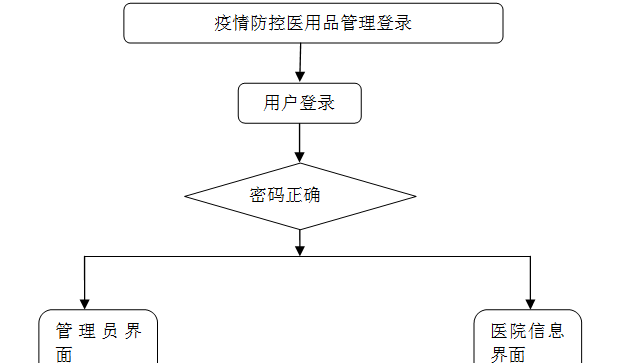 疫情防控医用品管理登录
用户登录
密码正确
管理员界
面
医院信息
界面